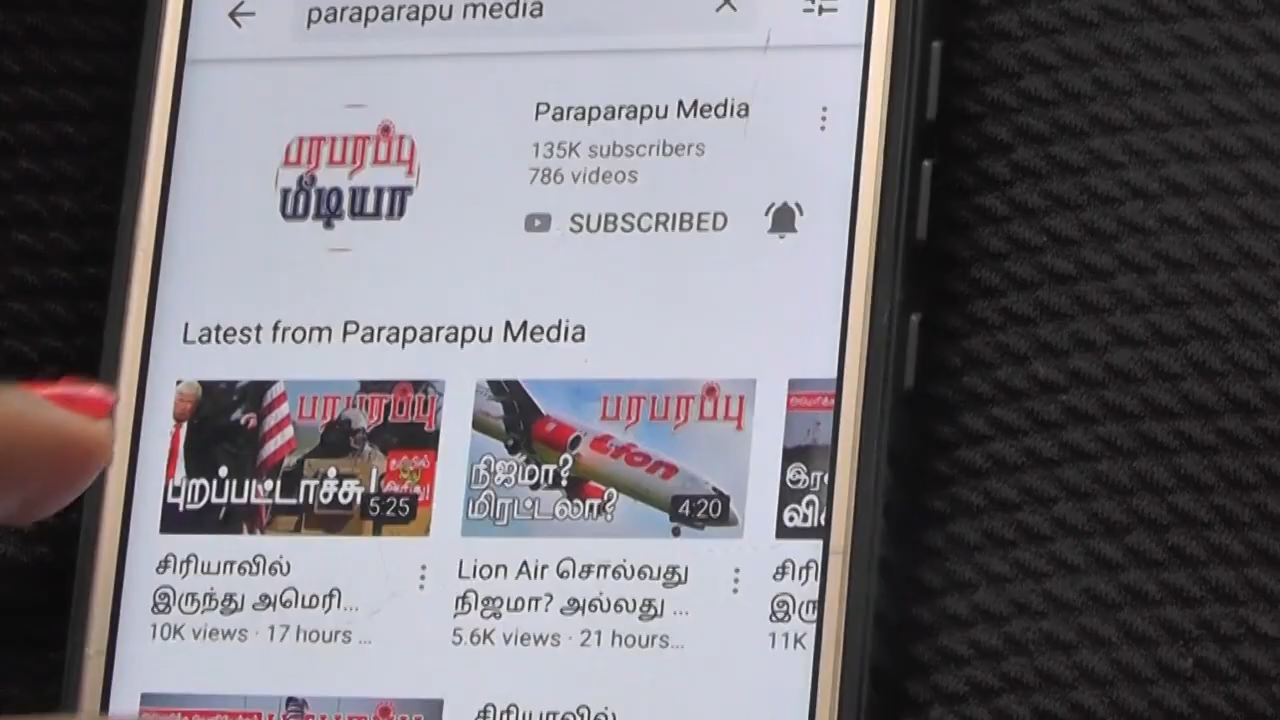 paraparapu media
பரபரப்பு
மீடியா
Paraparapu Media
135K subscribers
786 videos
SUBSCRIBED
Latest from Paraparapu Media
பரபரப்பு
புறப்பட்டாச்சு!
5:25
பரபரப்பு
Lion
நிஜமா?
மிரட்டலா?
4:20
சிரியாவில்
இருந்து அமெரி...
10K views · 17 hours ...
Lion Air சொல்வது
நிஜமா? அல்லது ...
5.6K views · 21 hours...
சிரி
இரு
11K
சிரியாவில்